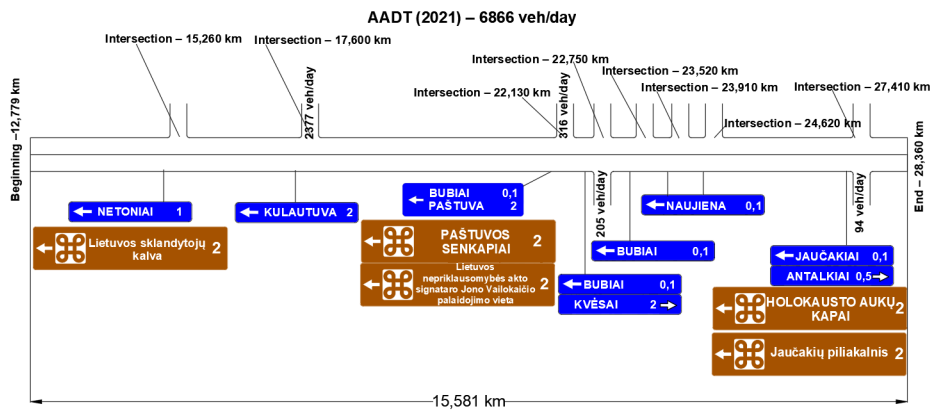 AADT (2021) – 6866 veh/day
Intersection – 15,260 km
Intersection – 17,600 km
Intersection – 22,750 km
Intersection – 23,520 km
Intersection – 22,130 km
Intersection – 23,910 km
Intersection – 27,410 km
Intersection – 24,620 km
Beginning –12,779 km
2377 veh/day
316 veh/day
205 veh/day
94 veh/day
End – 28,360 km
NETONIAI 1
Lietuvos sklandytojų
kalva 2
KULAUTUVA 2
BUBIAI 0,1
PAŠTUVA 2
PAŠTUVOS
SENKAPIAI 2
Lietuvos
nepriklausomybės akto
signataro Jono Vailokaičio
palaidojimo vieta 2
BUBIAI 0,1
KVĖSAI 2
BUBIAI 0,1
NAUJIENA 0,1
JAUČAKIAI 0,1
ANTALKIAI 0,5
HOLOKAUSTO AUKŲ
KAPAI 2
Jaučakių piliakalnis 2
15,581 km